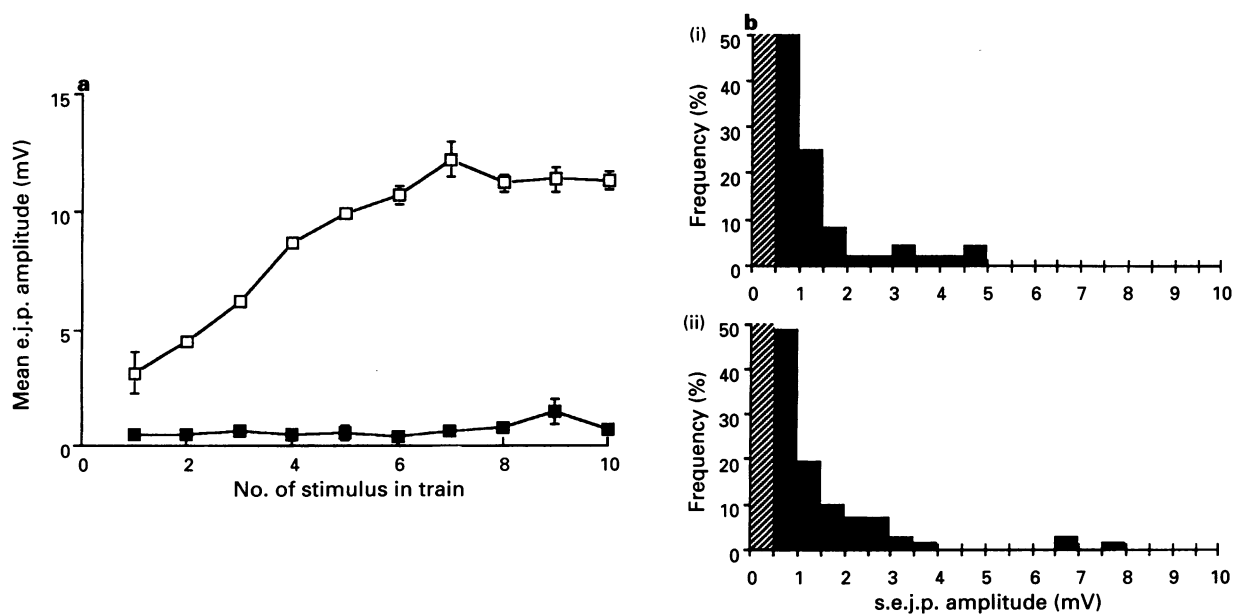 a
Mean e.j.p. amplitude (mV)
15
10
5
0
0 2 4 6 8 10
No. of stimulus in train
b
(i)
Frequency (%)
50
40
30
20
10
0
0 1 2 3 4 5 6 7 8 9 10
(ii)
Frequency (%)
50
40
30
20
10
0
0 1 2 3 4 5 6 7 8 9 10
s.e.j.p. amplitude (mV)